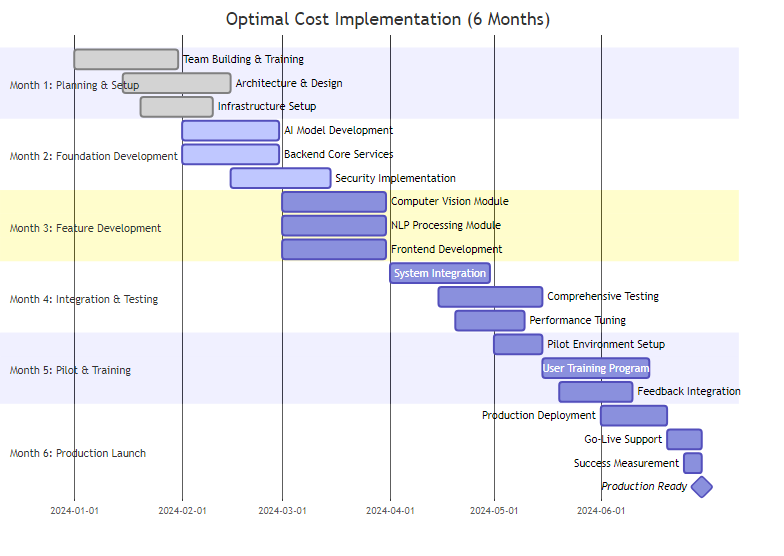 Optimal Cost Implementation (6 Months)
Team Building & Training
Month 1: Planning & Setup
Architecture & Design
Infrastructure Setup
AI Model Development
Month 2: Foundation Development
Backend Core Services
Security Implementation
Computer Vision Module
Month 3: Feature Development
NLP Processing Module
Frontend Development
System Integration
Month 4: Integration & Testing
Comprehensive Testing
Performance Tuning
Pilot Environment Setup
Month 5: Pilot & Training
User Training Program
Feedback Integration
Production Deployment
Month 6: Production Launch
Go-Live Support
Success Measurement
Production Ready
2024-01-01
2024-02-01
2024-03-01
2024-04-01
2024-05-01
2024-06-01